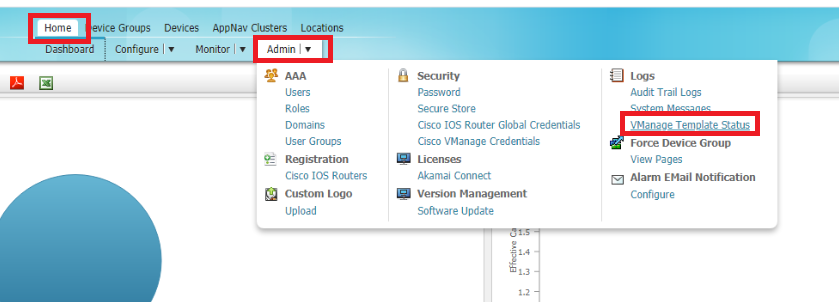 Home Device Groups Devices AppNav Clusters Locations
Dashboard Configure | ▼ Monitor | ▼ Admin | ▼
AAA
Users
Roles
Domains
User Groups
Registration
Cisco IOS Routers
Custom Logo
Upload
Security
Password
Secure Store
Cisco IOS Router Global Credentials
Cisco VManage Credentials
Licenses
Akamai Connect
Version Management
Software Update
Logs
Audit Trail Logs
System Messages
VManage Template Status
Force Device Group
View Pages
Alarm EMail Notification
Configure
Effective Ca
1.5
1.4
1.3
1.2